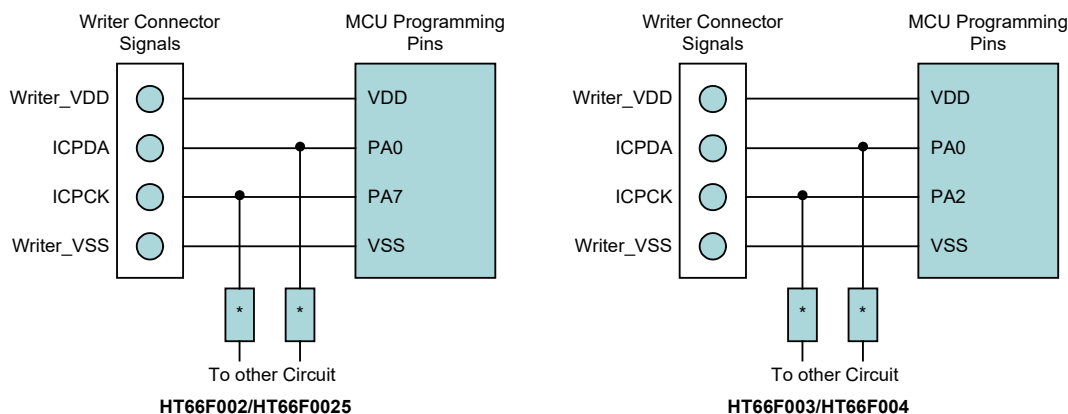 Writer Connector
Signals
MCU Programming
Pins
Writer_VDD
VDD
ICPDA
PA0
ICPCK
PA7
Writer_VSS
VSS
*
*
To other Circuit
HT66F002/HT66F0025
Writer Connector
Signals
MCU Programming
Pins
Writer_VDD
VDD
ICPDA
PA0
ICPCK
PA2
Writer_VSS
VSS
*
*
To other Circuit
HT66F003/HT66F004